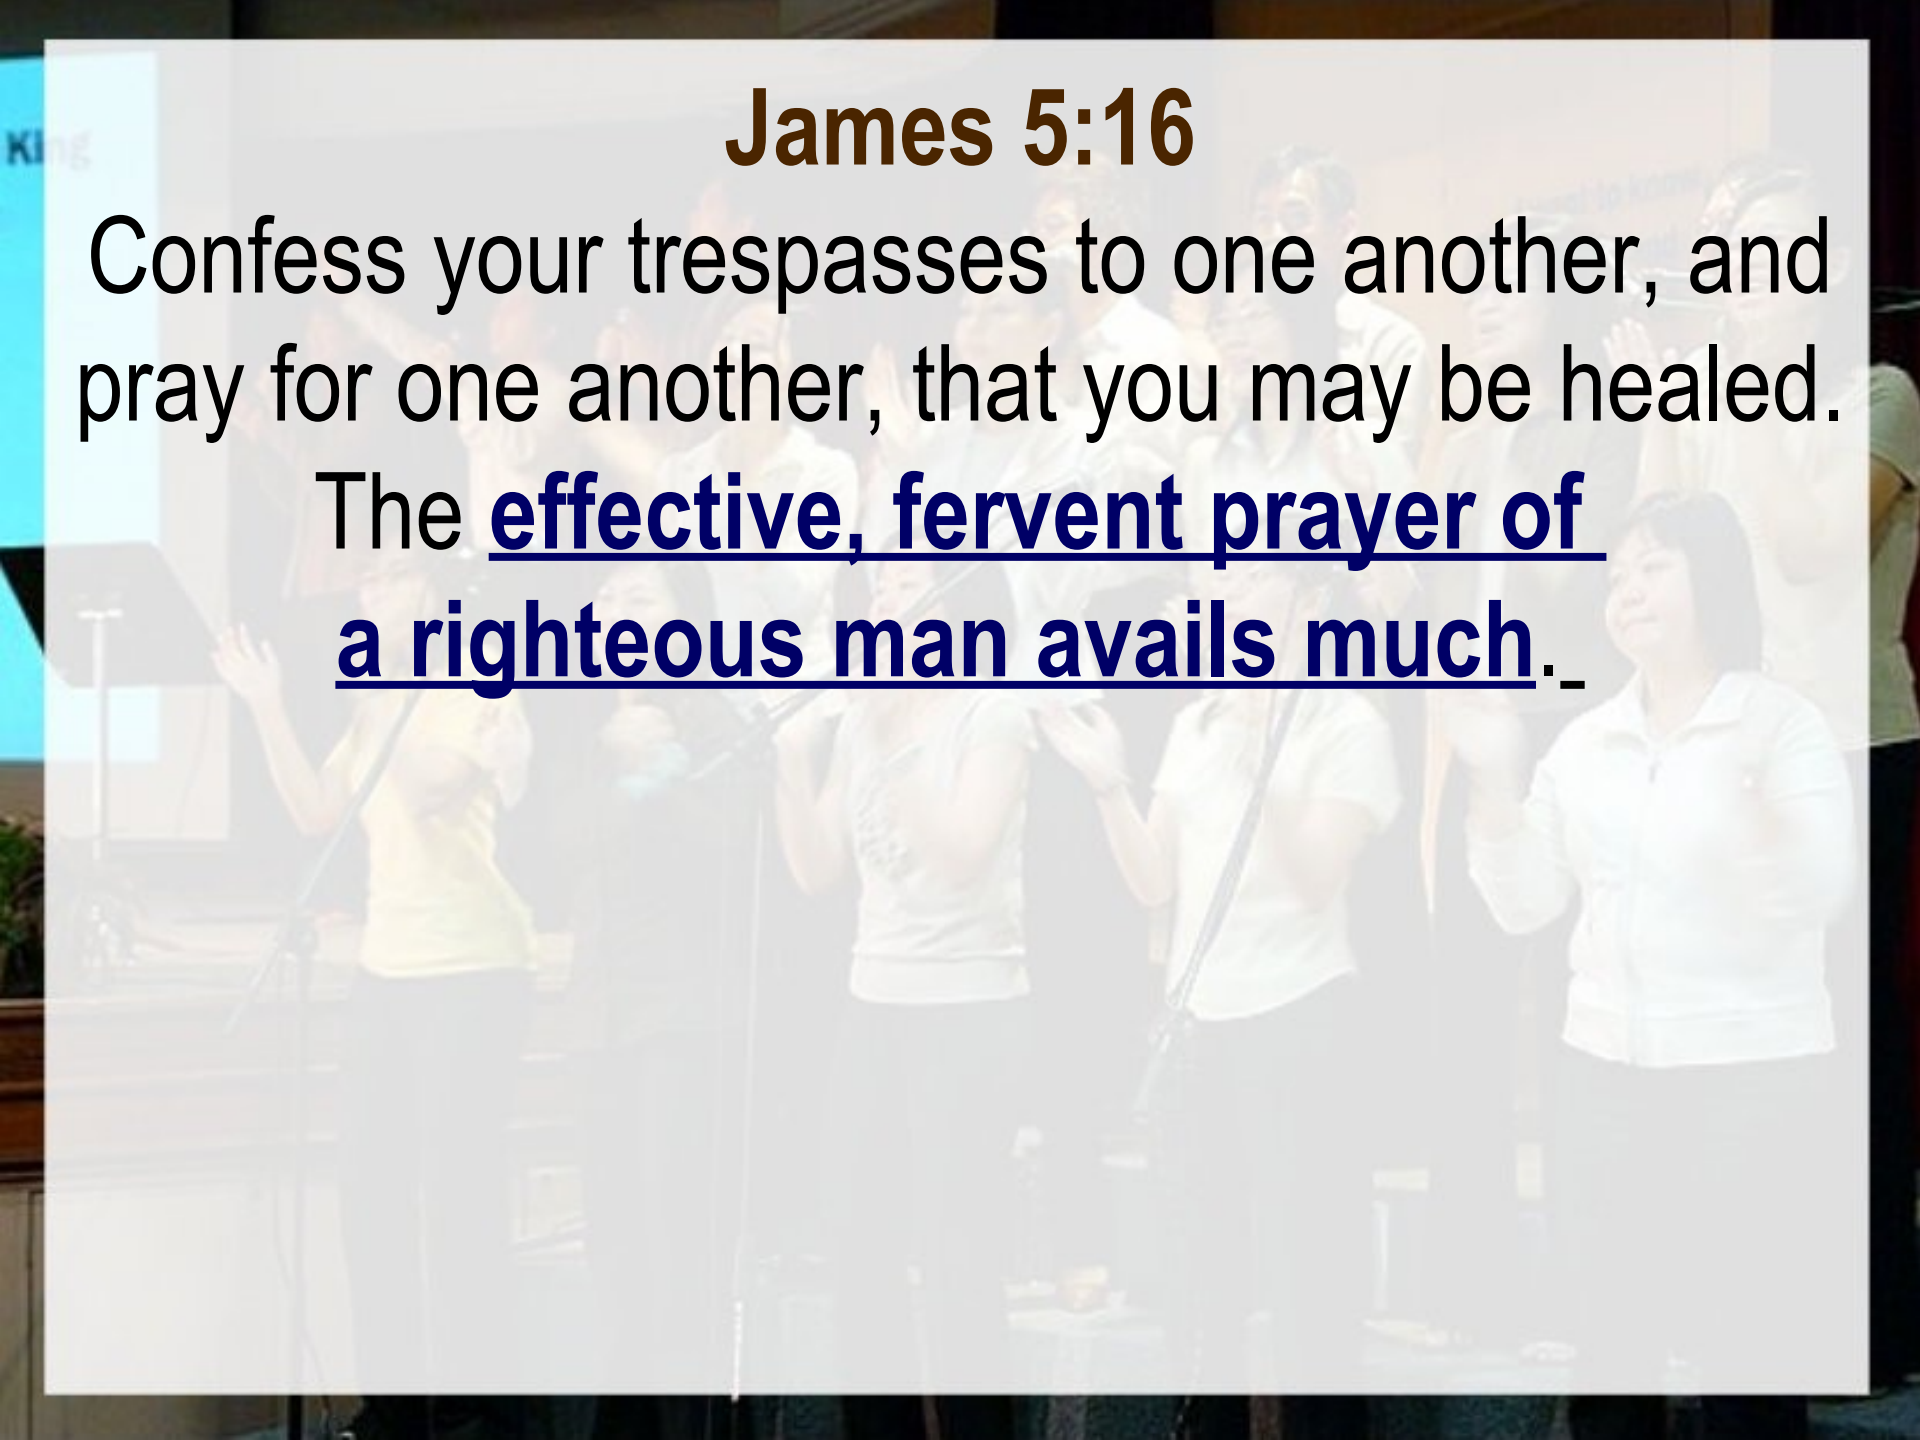 James 5:16
King
Confess your trespasses to one another, and
pray for one another, that you may be healed.
The effective, fervent prayer of
a righteous man avails much.